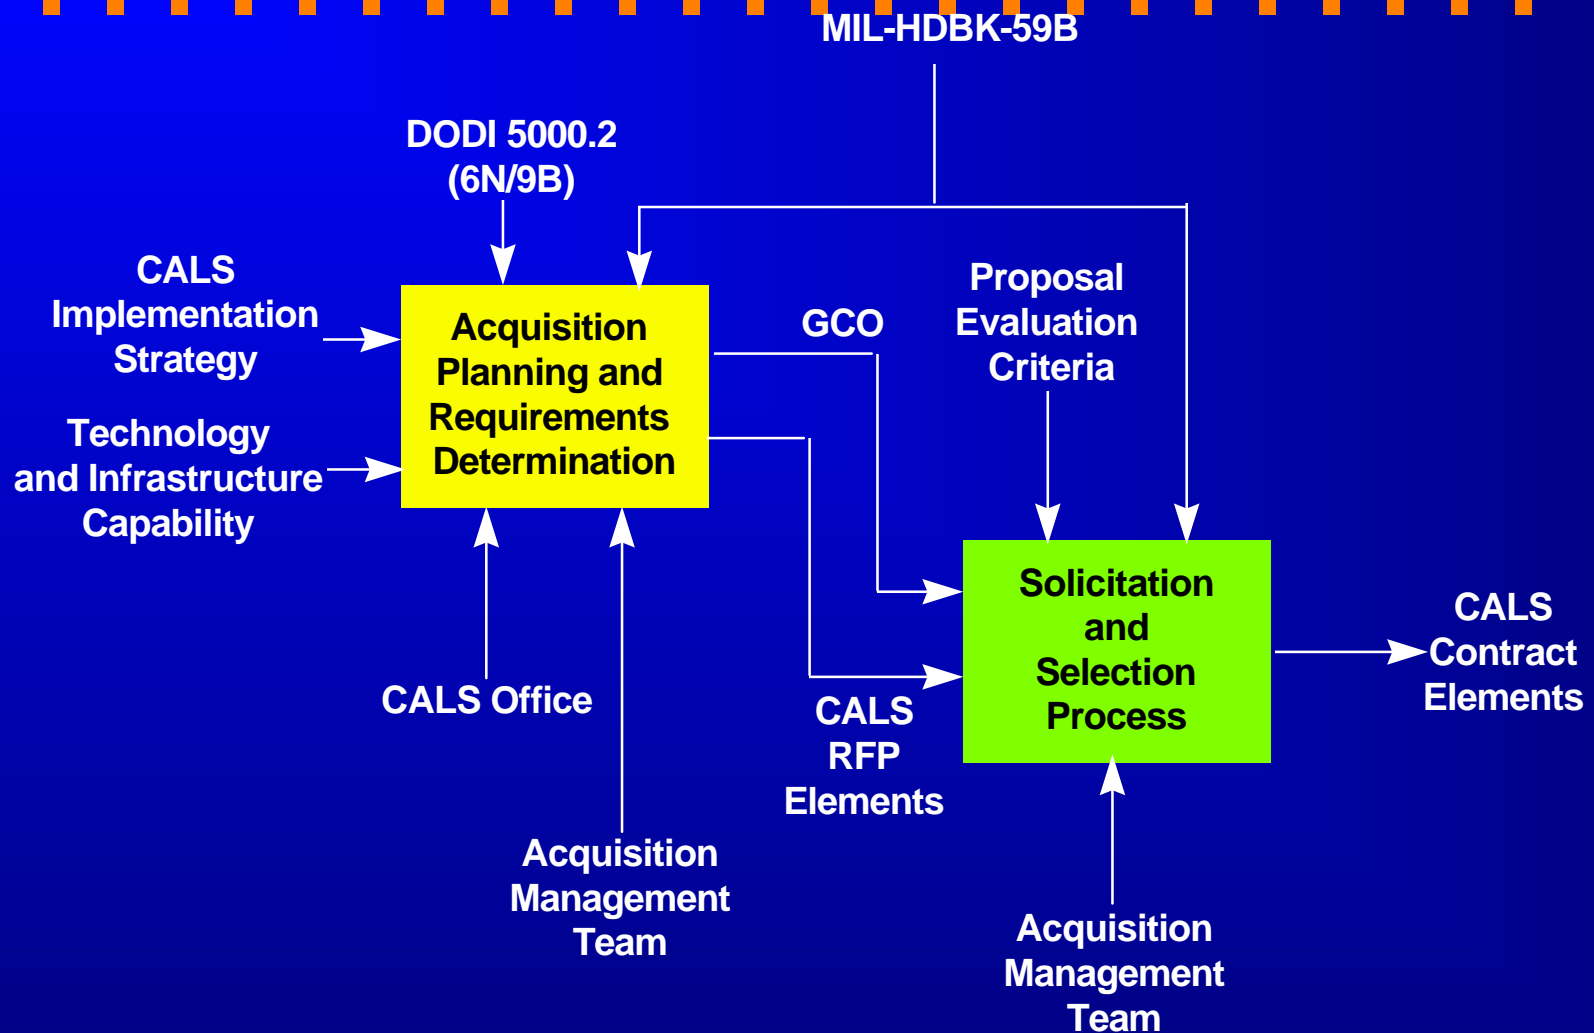 MIL-HDBK-59B
DODI 5000.2
(6N/9B)
CALS
Implementation
Strategy
Technology
and Infrastructure
Capability
Acquisition
Planning and
Requirements
Determination
GCO
Proposal
Evaluation
Criteria
CALS Office
Acquisition
Management
Team
CALS
RFP
Elements
Solicitation
and
Selection
Process
CALS
Contract
Elements
Acquisition
Management
Team